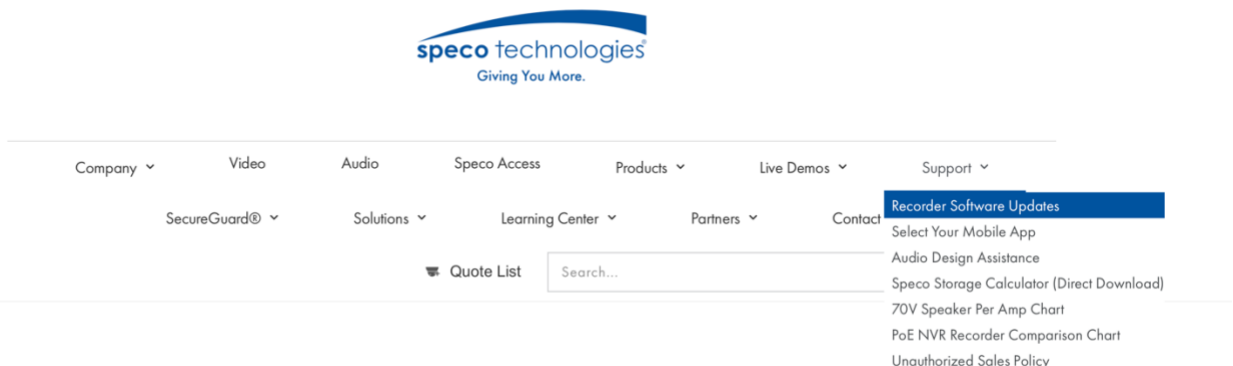 speco technologies®
Giving You More.
Company Video Audio Speco Access Products Live Demos Support
SecureGuard® Solutions Learning Center Partners Contact
Quote List Search...
Recorder Software Updates
Select Your Mobile App
Audio Design Assistance
Speco Storage Calculator (Direct Download)
70V Speaker Per Amp Chart
PoE NVR Recorder Comparison Chart
Unauthorized Sales Policy